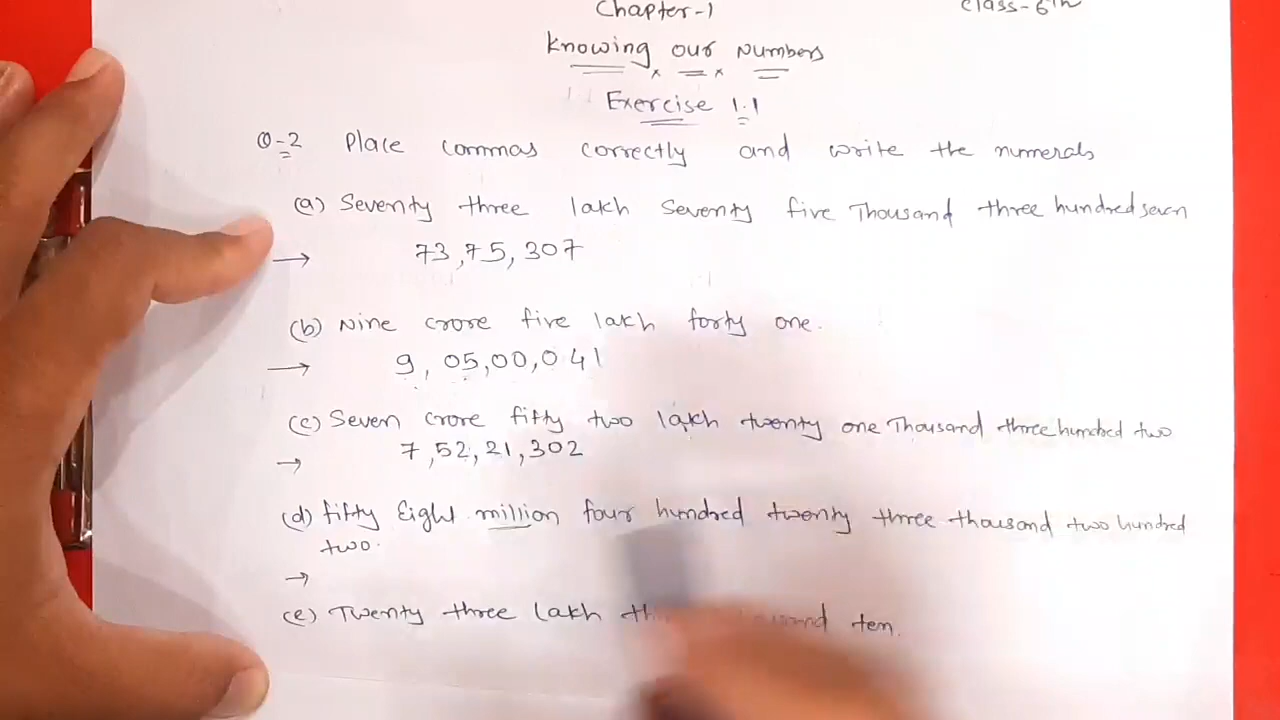 Chapter-1
Class-6th
Knowing our Numbers
Exercise 1.1
Q-2 Place commas correctly and write the numerals
(a) Seventy three lakh Seventy five Thousand three hundred seven
→ 73,75,307
(b) Nine crore five lakh forty one.
→ 9, 05,00,041
(c) Seven crore fifty two lakh twenty one Thousand three hundred two
→ 7,52,21,302
(d) fifty Eight million four hundred twenty three thousand two hundred
two.
→
(e) Twenty three lakh ten.